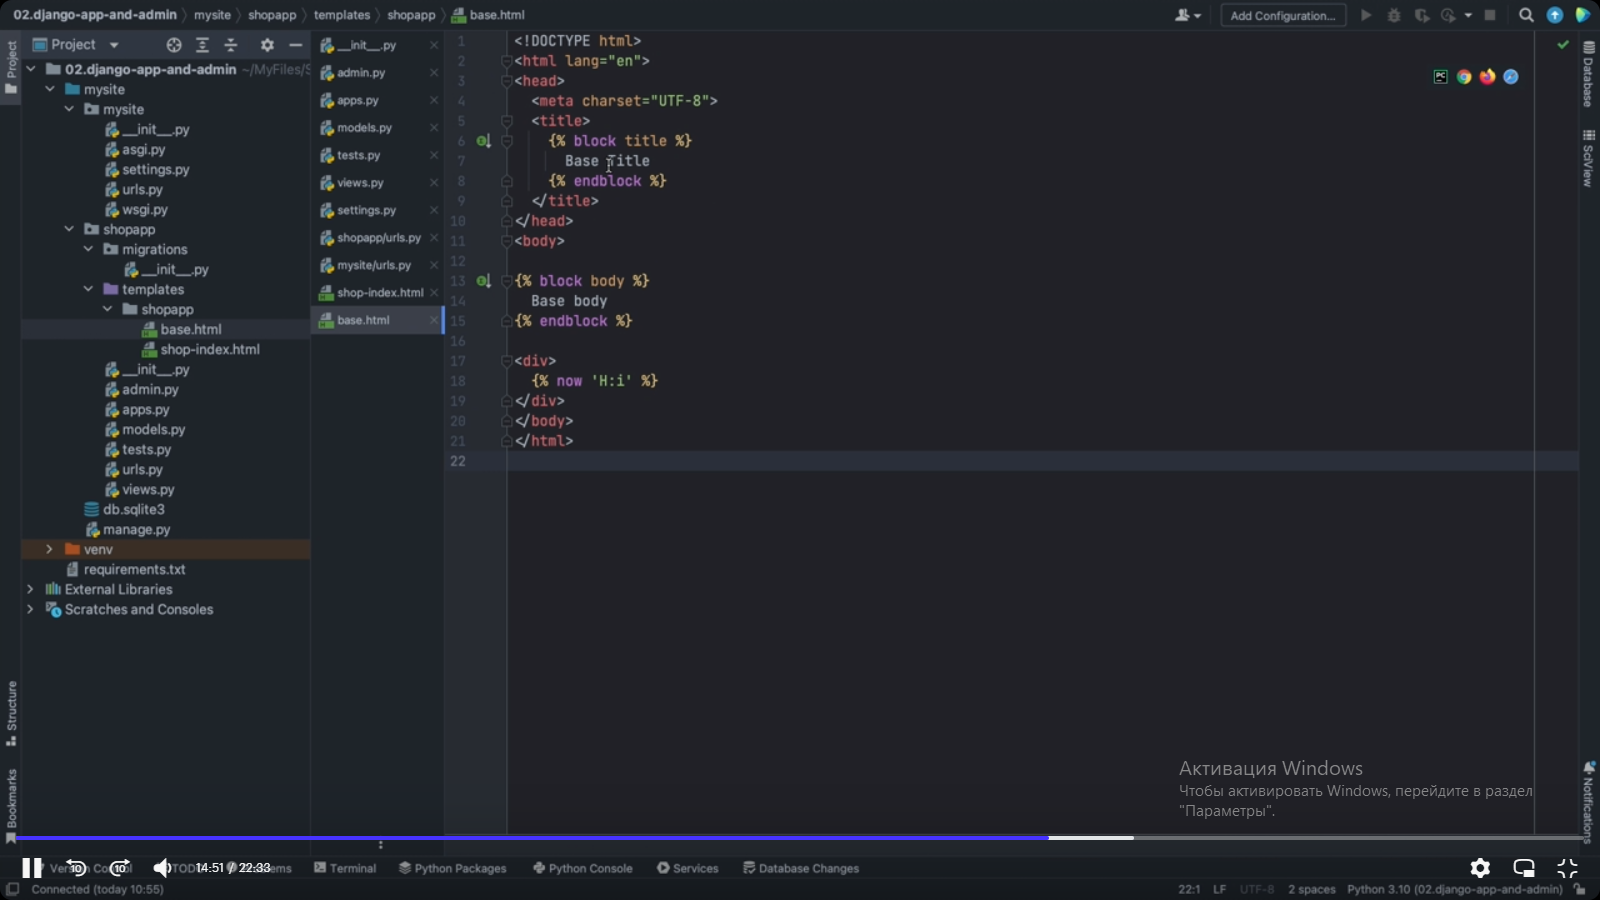 02.django-app-and-admin mysite shopapp templates shopapp base.html
Add Configuration...
Project
Project
02.django-app-and-admin ~/MyFiles/
mysite
mysite
__init__.py
asgi.py
settings.py
urls.py
wsgi.py
shopapp
migrations
__init__.py
templates
shopapp
base.html
shop-index.html
__init__.py
admin.py
apps.py
models.py
tests.py
urls.py
views.py
db.sqlite3
manage.py
venv
requirements.txt
External Libraries
Scratches and Consoles
Structure
Bookmarks
__init__.py
admin.py
apps.py
models.py
tests.py
views.py
settings.py
shopapp/urls.py
mysite/urls.py
shop-index.html
base.html
1 <!DOCTYPE html>
2 <html lang="en">
3 <head>
4 <meta charset="UTF-8">
5 <title>
6 {% block title %}
7 Base Title
8 {% endblock %}
9 </title>
10 </head>
11 <body>
12
13 {% block body %}
14 Base body
15 {% endblock %}
16
17 <div>
18 {% now 'H:i' %}
19 </div>
20 </body>
21 </html>
22
PC
Database
SciView
Notifications
Активация Windows
Чтобы активировать Windows, перейдите в раздел
"Параметры".
10 10 14:51 / 22:33
Terminal Python Packages Python Console Services Database Changes
Connected (today 10:55)
22:1 LF UTF-8 2 spaces Python 3.10 (02.django-app-and-admin)